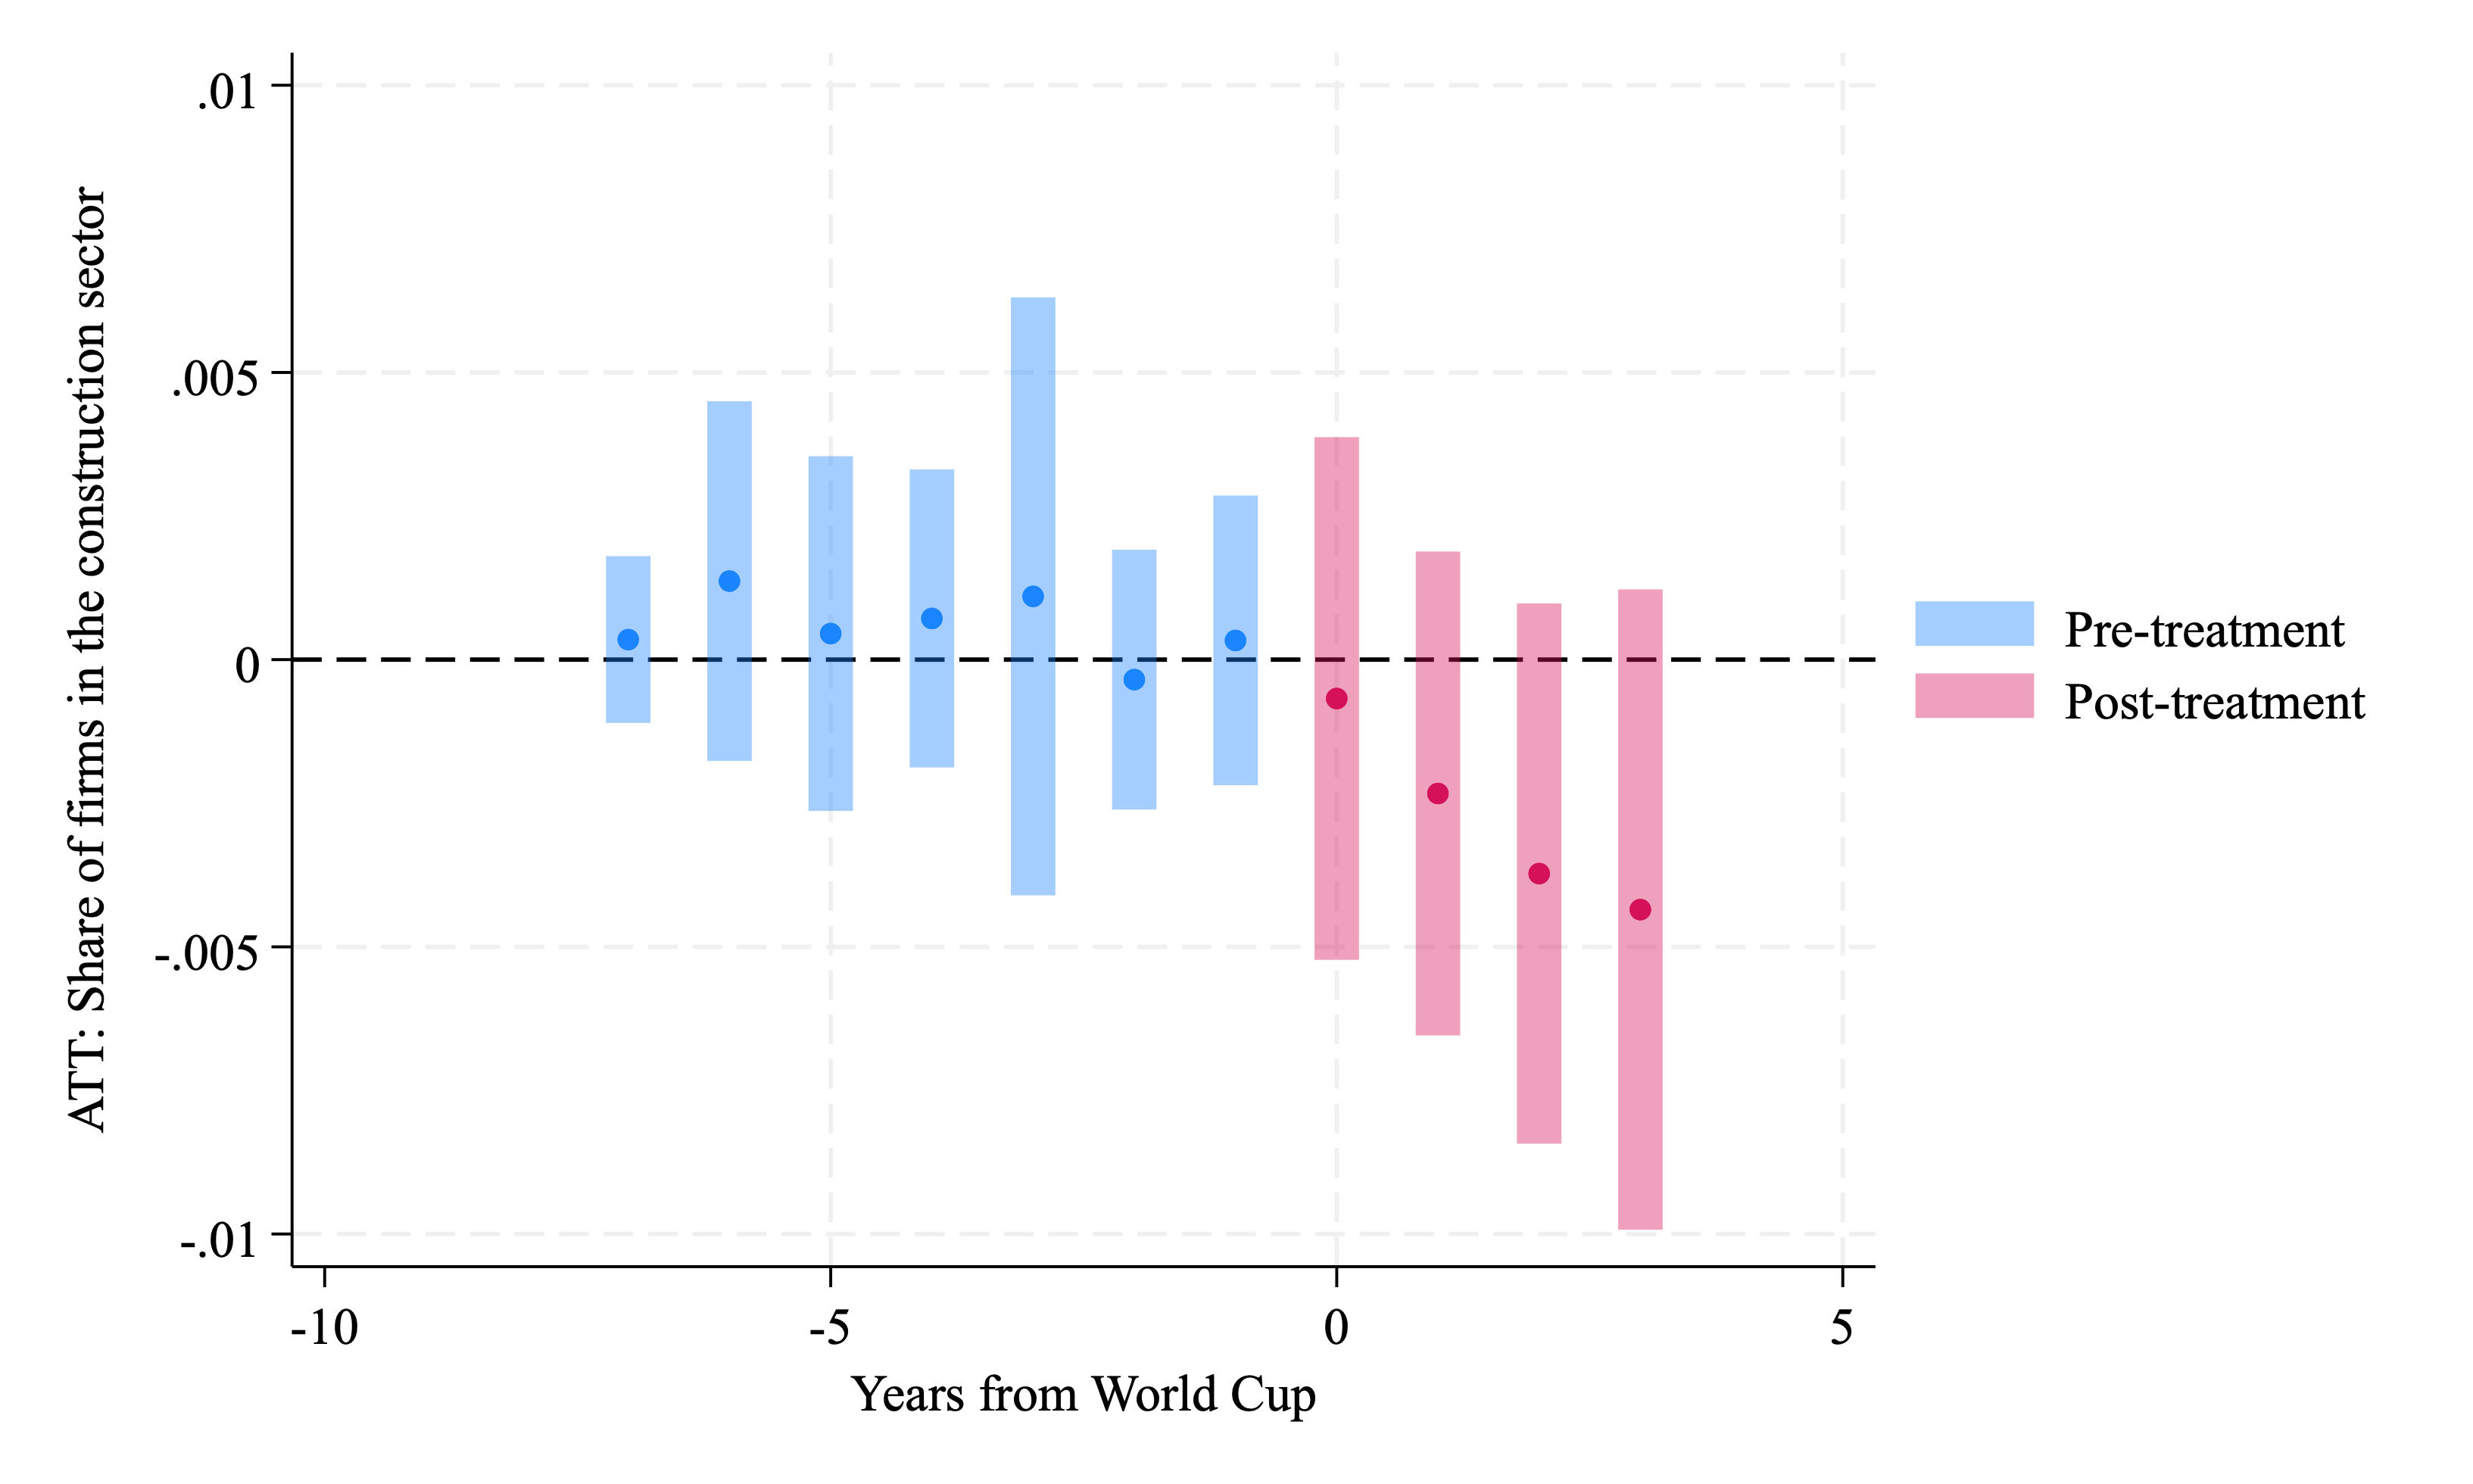 ATT: Share of firms in the construction sector
.01
.005
0
-.005
-.01
-10
-5
0
5
Years from World Cup
Pre-treatment
Post-treatment